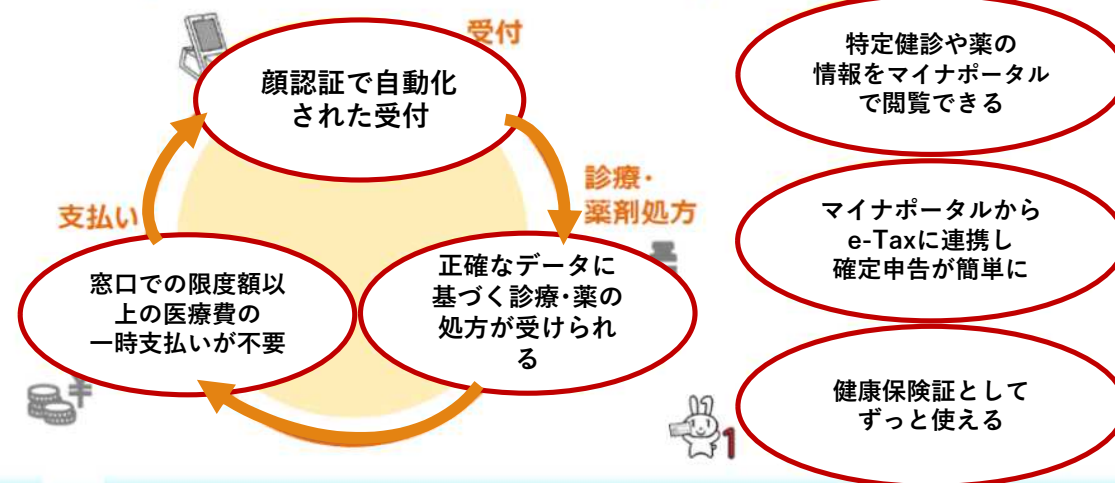 受付
顔認証で自動化
された受付
診療・
薬剤処方
正確なデータに
基づく診療・薬の
処方が受けられ
る
支払い
窓口での限度額以
上の医療費の
一時支払いが不要
¥
1
特定健診や薬の
情報をマイナポータル
で閲覧できる
マイナポータルから
e-Taxに連携し
確定申告が簡単に
健康保険証として
ずっと使える